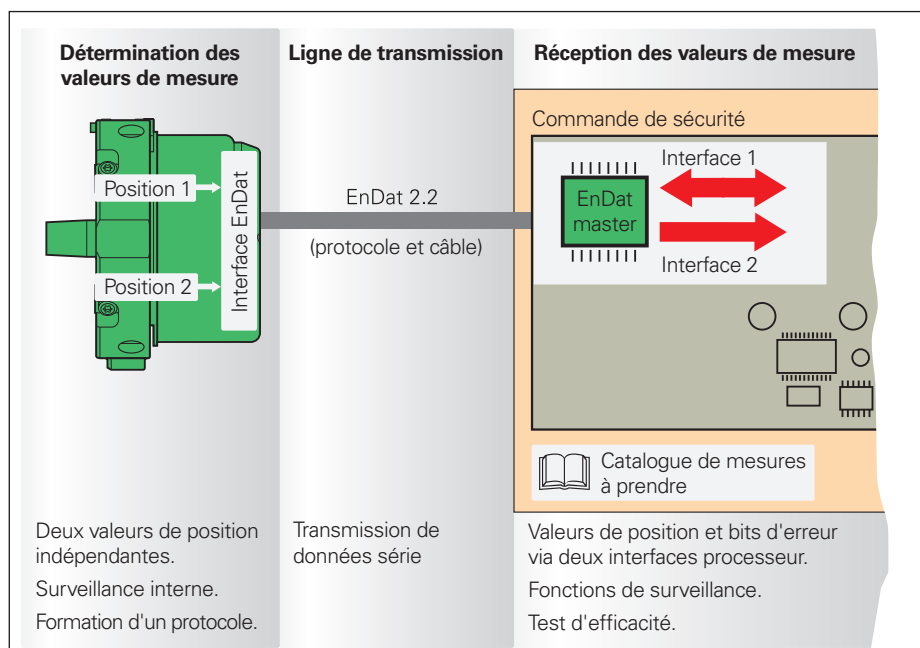 Détermination des
valeurs de mesure
Ligne de transmission
Réception des valeurs de mesure
Position 1
Position 2
Interface EnDat
EnDat 2.2
(protocole et câble)
Commande de sécurité
EnDat
master
Interface 1
Interface 2
Catalogue de mesures
à prendre
Deux valeurs de position
indépendantes.
Surveillance interne.
Formation d'un protocole.
Transmission de
données série
Valeurs de position et bits d'erreur
via deux interfaces processeur.
Fonctions de surveillance.
Test d'efficacité.